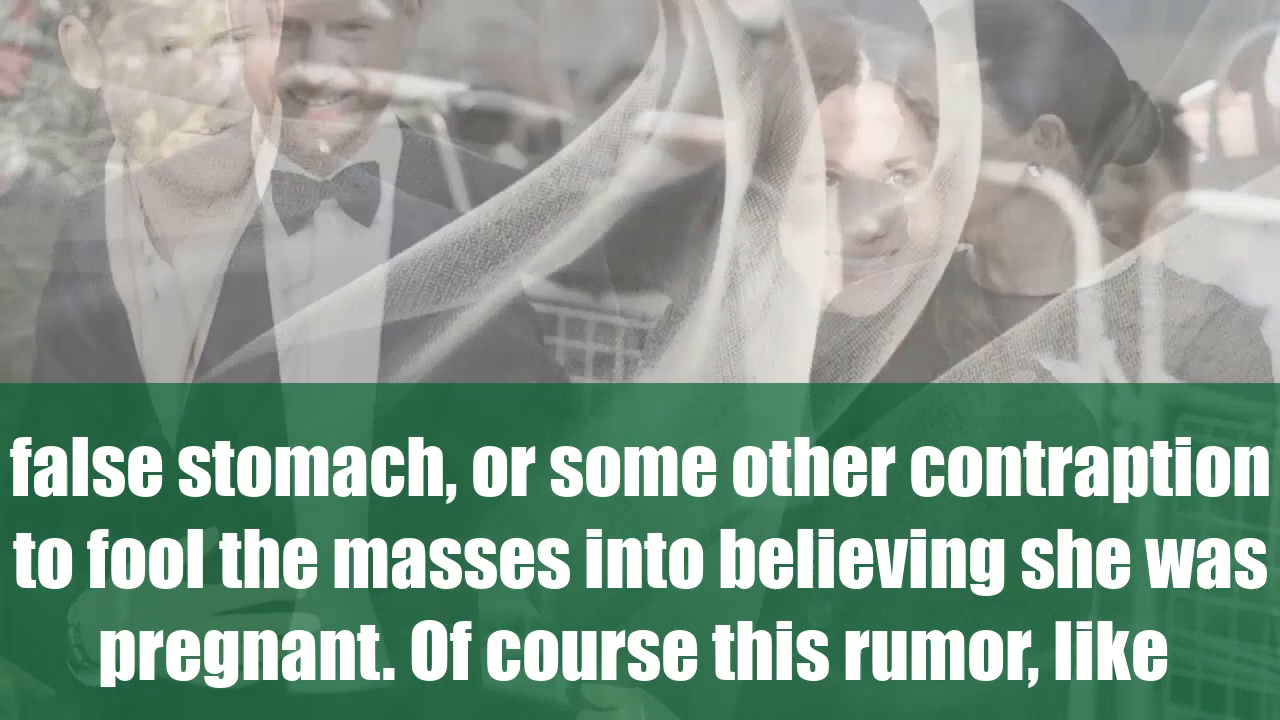 false stomach, or some other contraption
to fool the masses into believing she was
pregnant. Of course this rumor, like